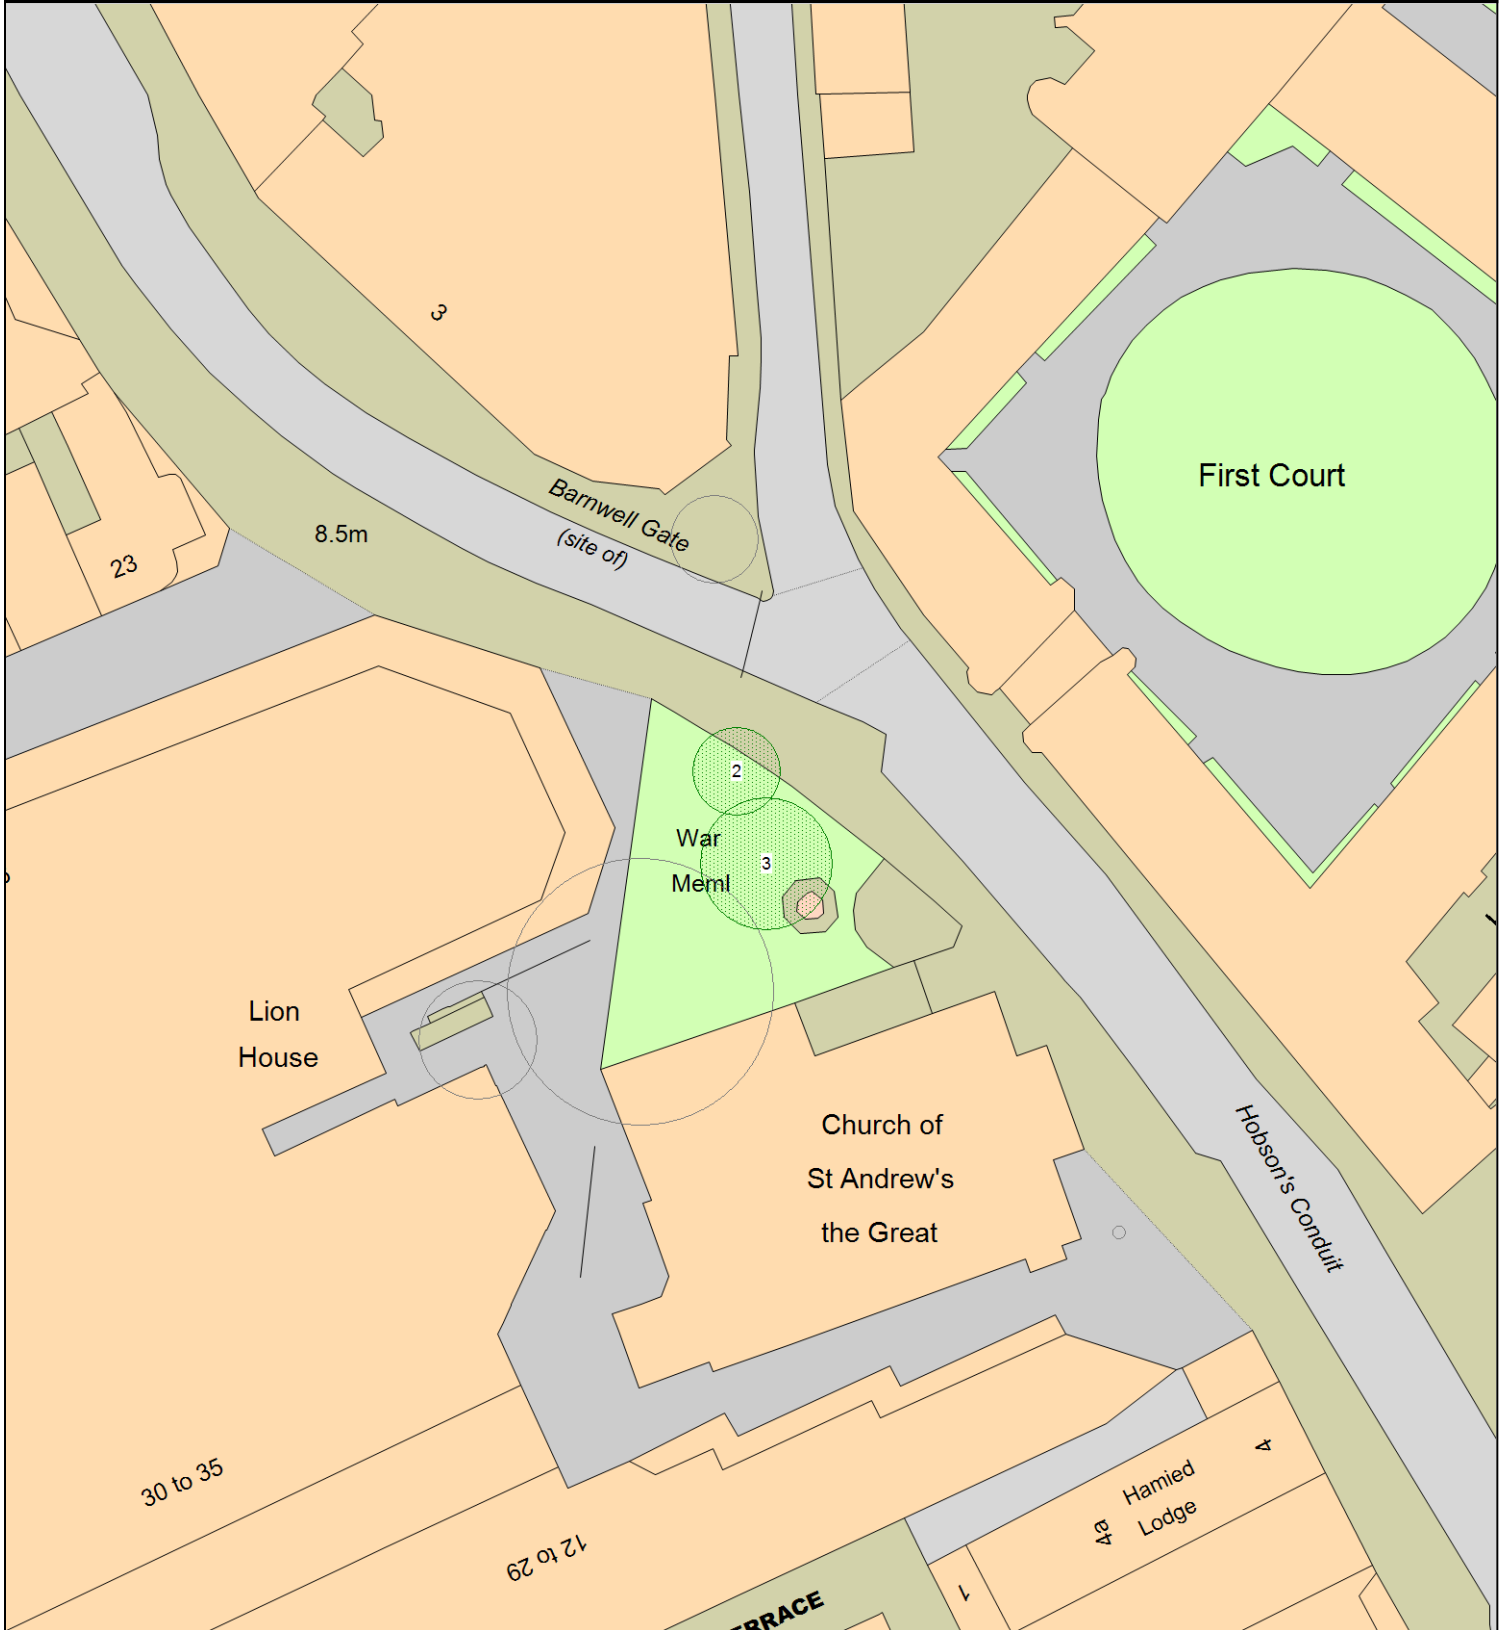 3
First Court
Barnwell Gate
(site of)
8.5m
23
2
War
3
Meml
Lion
House
Church of
St Andrew's
the Great
Hobson's Conduit
30 to 35
12 to 29
Hamied
Lodge
4
4a
1